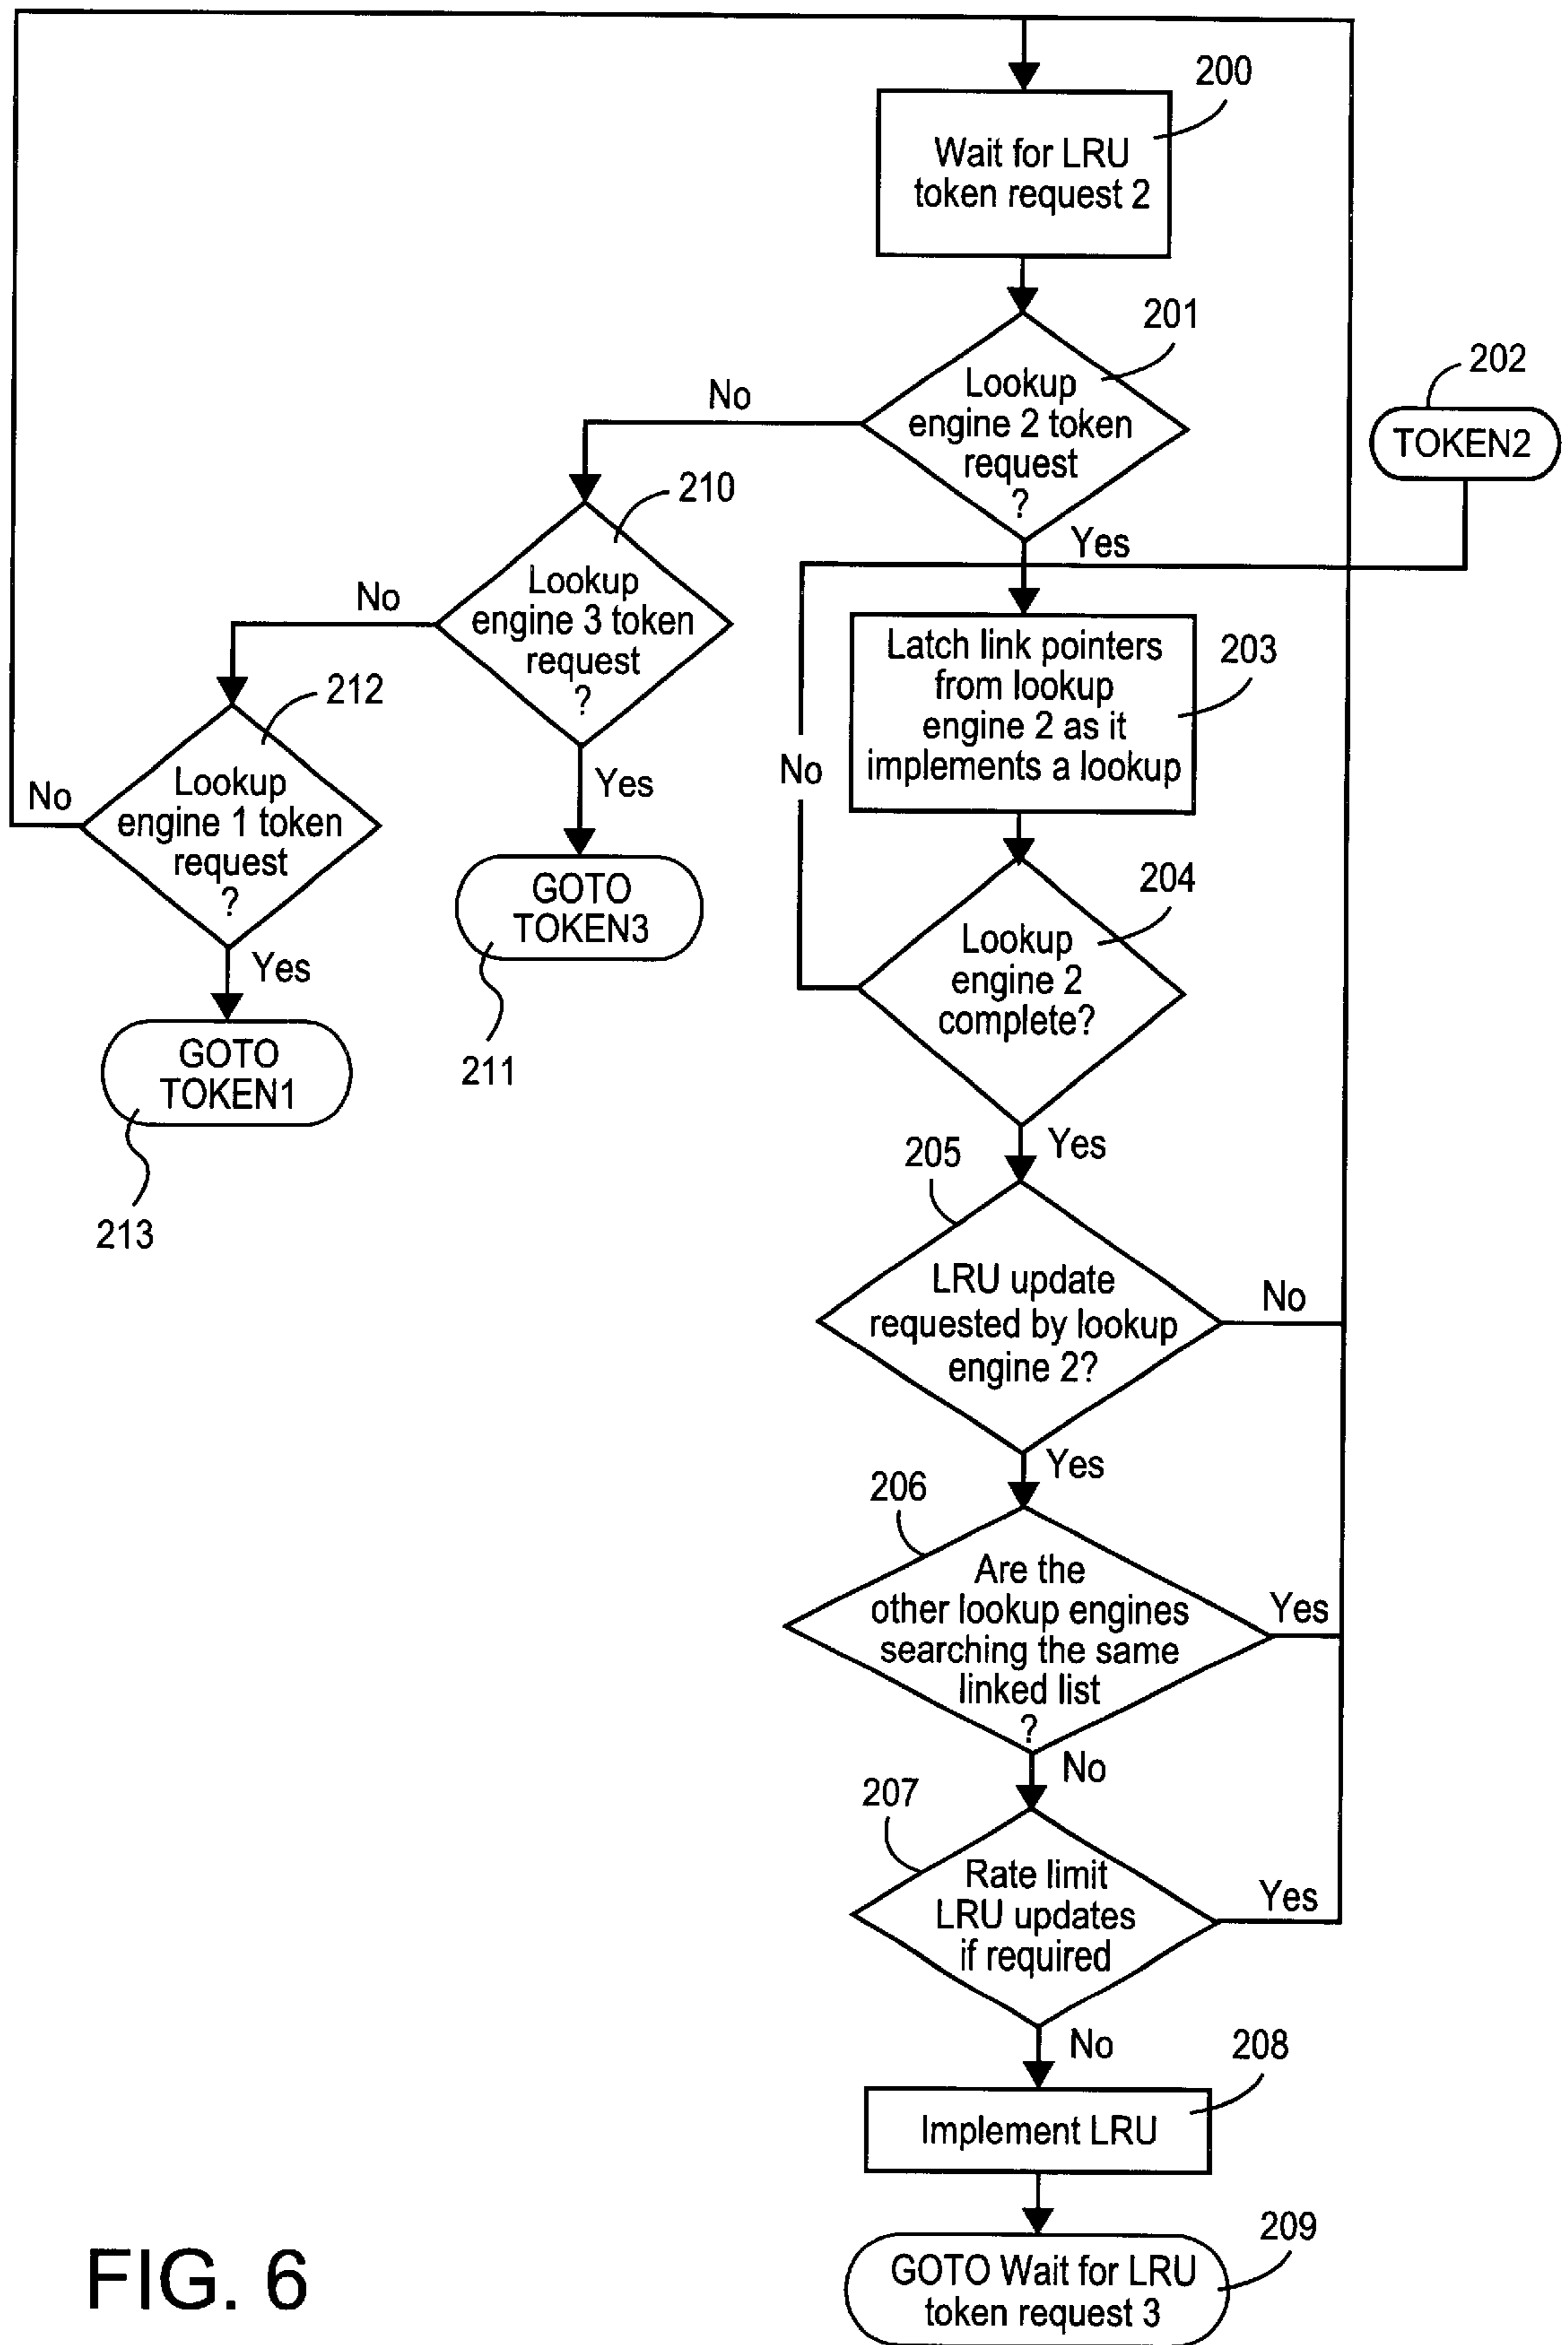 200
Wait for LRU
token request 2
201
Lookup
engine 2 token
request
?
No
Yes
202
TOKEN2
210
Lookup
engine 3 token
request
?
No
Yes
212
Lookup
engine 1 token
request
?
No
Yes
GOTO
TOKEN3
211
GOTO
TOKEN1
213
Latch link pointers
from lookup
engine 2 as it
implements a lookup
203
No
204
Lookup
engine 2
complete?
Yes
205
LRU update
requested by lookup
engine 2?
No
Yes
206
Are the
other lookup engines
searching the same
linked list
?
Yes
No
207
Rate limit
LRU updates
if required
Yes
No
208
Implement LRU
209
GOTO Wait for LRU
token request 3
FIG. 6